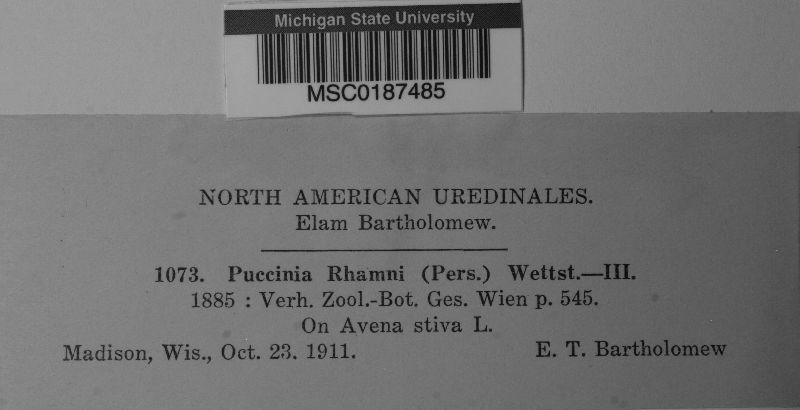 Michigan State University
MSC0187485
NORTH AMERICAN UREDINALES.
Elam Bartholomew.
1073. Puccinia Rhamni (Pers.) Wettst.—III.
1885 : Verh. Zool.-Bot. Ges. Wien p. 545.
On Avena stiva L.
Madison, Wis., Oct. 23. 1911. E. T. Bartholomew